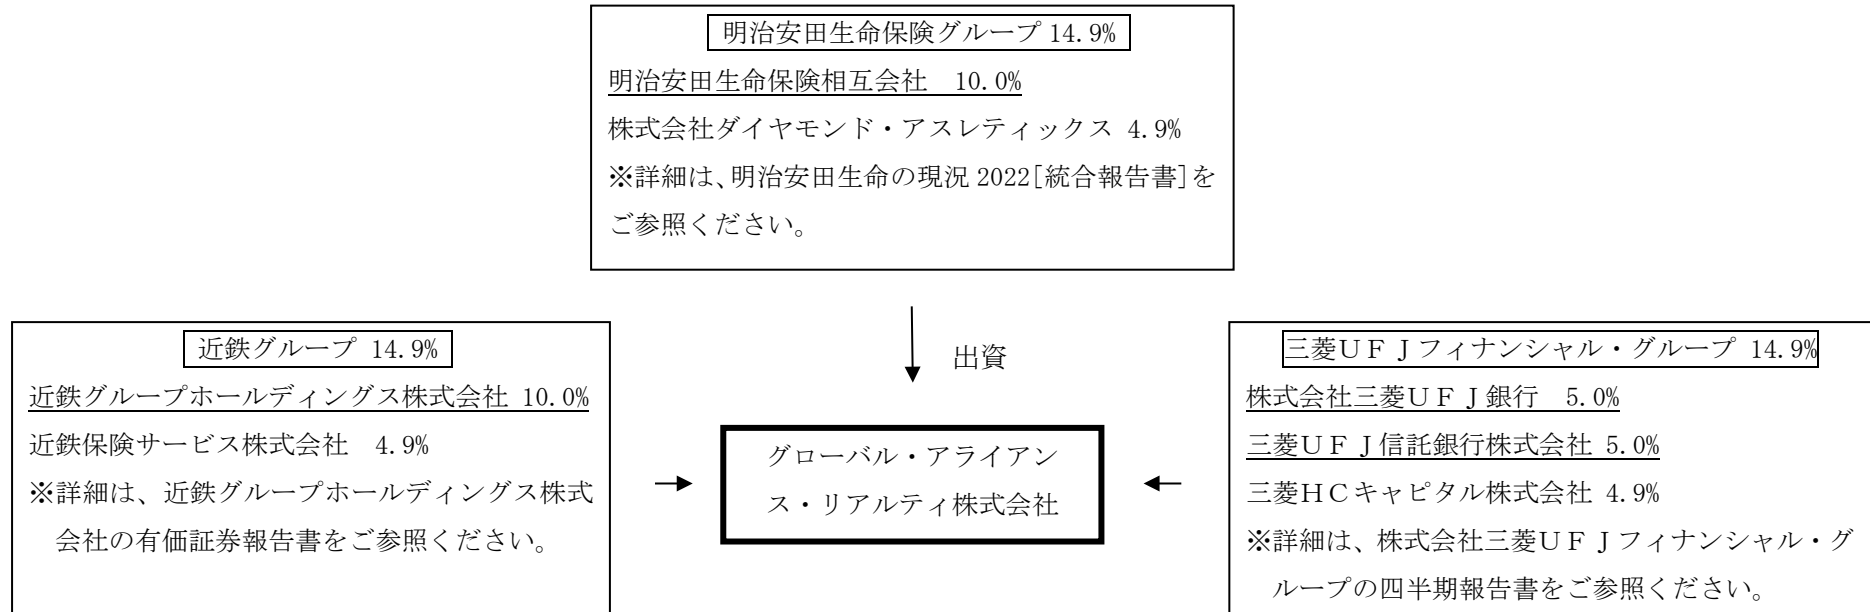 明治安田生命保険グループ 14.9%
明治安田生命保険相互会社　10.0%
株式会社ダイヤモンド・アスレティックス 4.9%
※詳細は、明治安田生命の現況 2022[統合報告書]を
ご参照ください。
出資
近鉄グループ 14.9%
近鉄グループホールディングス株式会社 10.0%
近鉄保険サービス株式会社　4.9%
※詳細は、近鉄グループホールディングス株式
会社の有価証券報告書をご参照ください。
グローバル・アライアン
ス・リアルティ株式会社
三菱ＵＦＪフィナンシャル・グループ 14.9%
株式会社三菱ＵＦＪ銀行　5.0%
三菱ＵＦＪ信託銀行株式会社 5.0%
三菱ＨＣキャピタル株式会社 4.9%
※詳細は、株式会社三菱ＵＦＪフィナンシャル・グ
ループの四半期報告書をご参照ください。